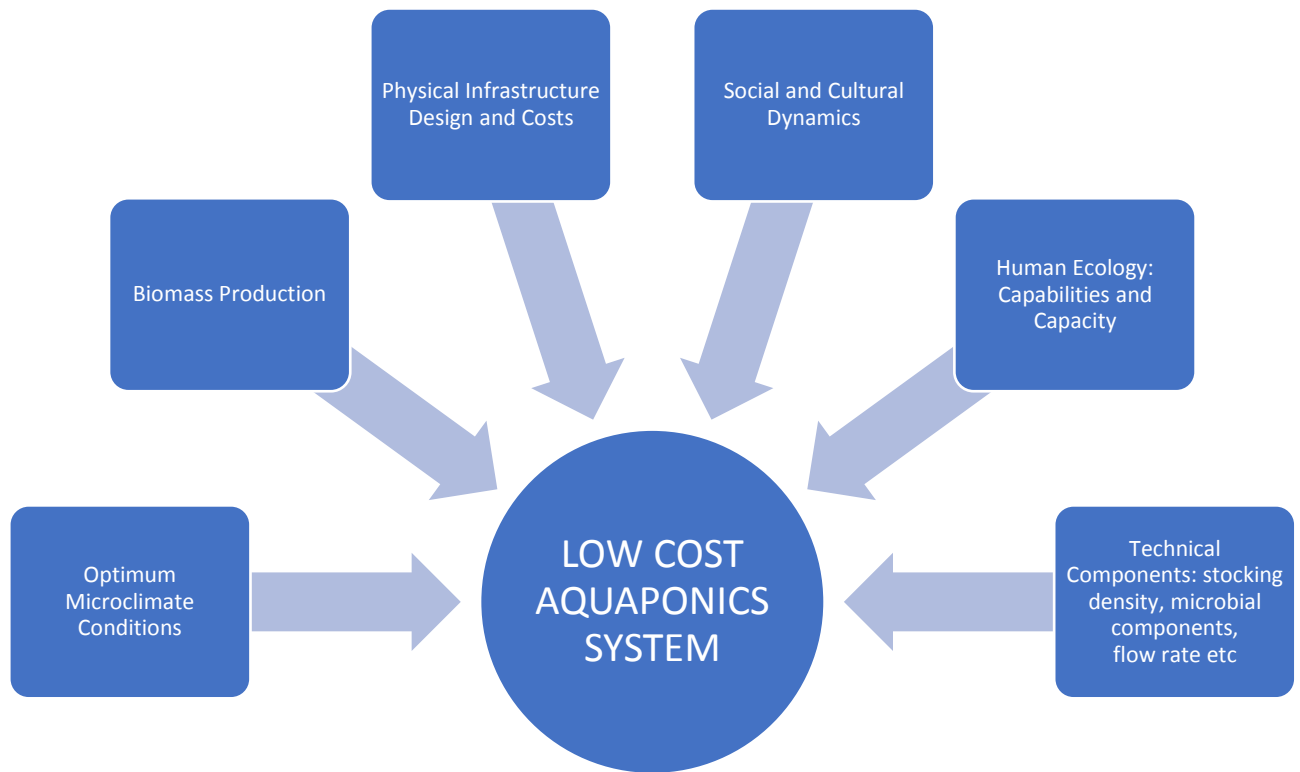 Physical Infrastructure
Design and Costs
Social and Cultural
Dynamics
Biomass Production
Human Ecology:
Capabilities and
Capacity
Optimum
Microclimate
Conditions
LOW COST
AQUAPONICS
SYSTEM
Technical
Components: stocking
density, microbial
components,
flow rate etc